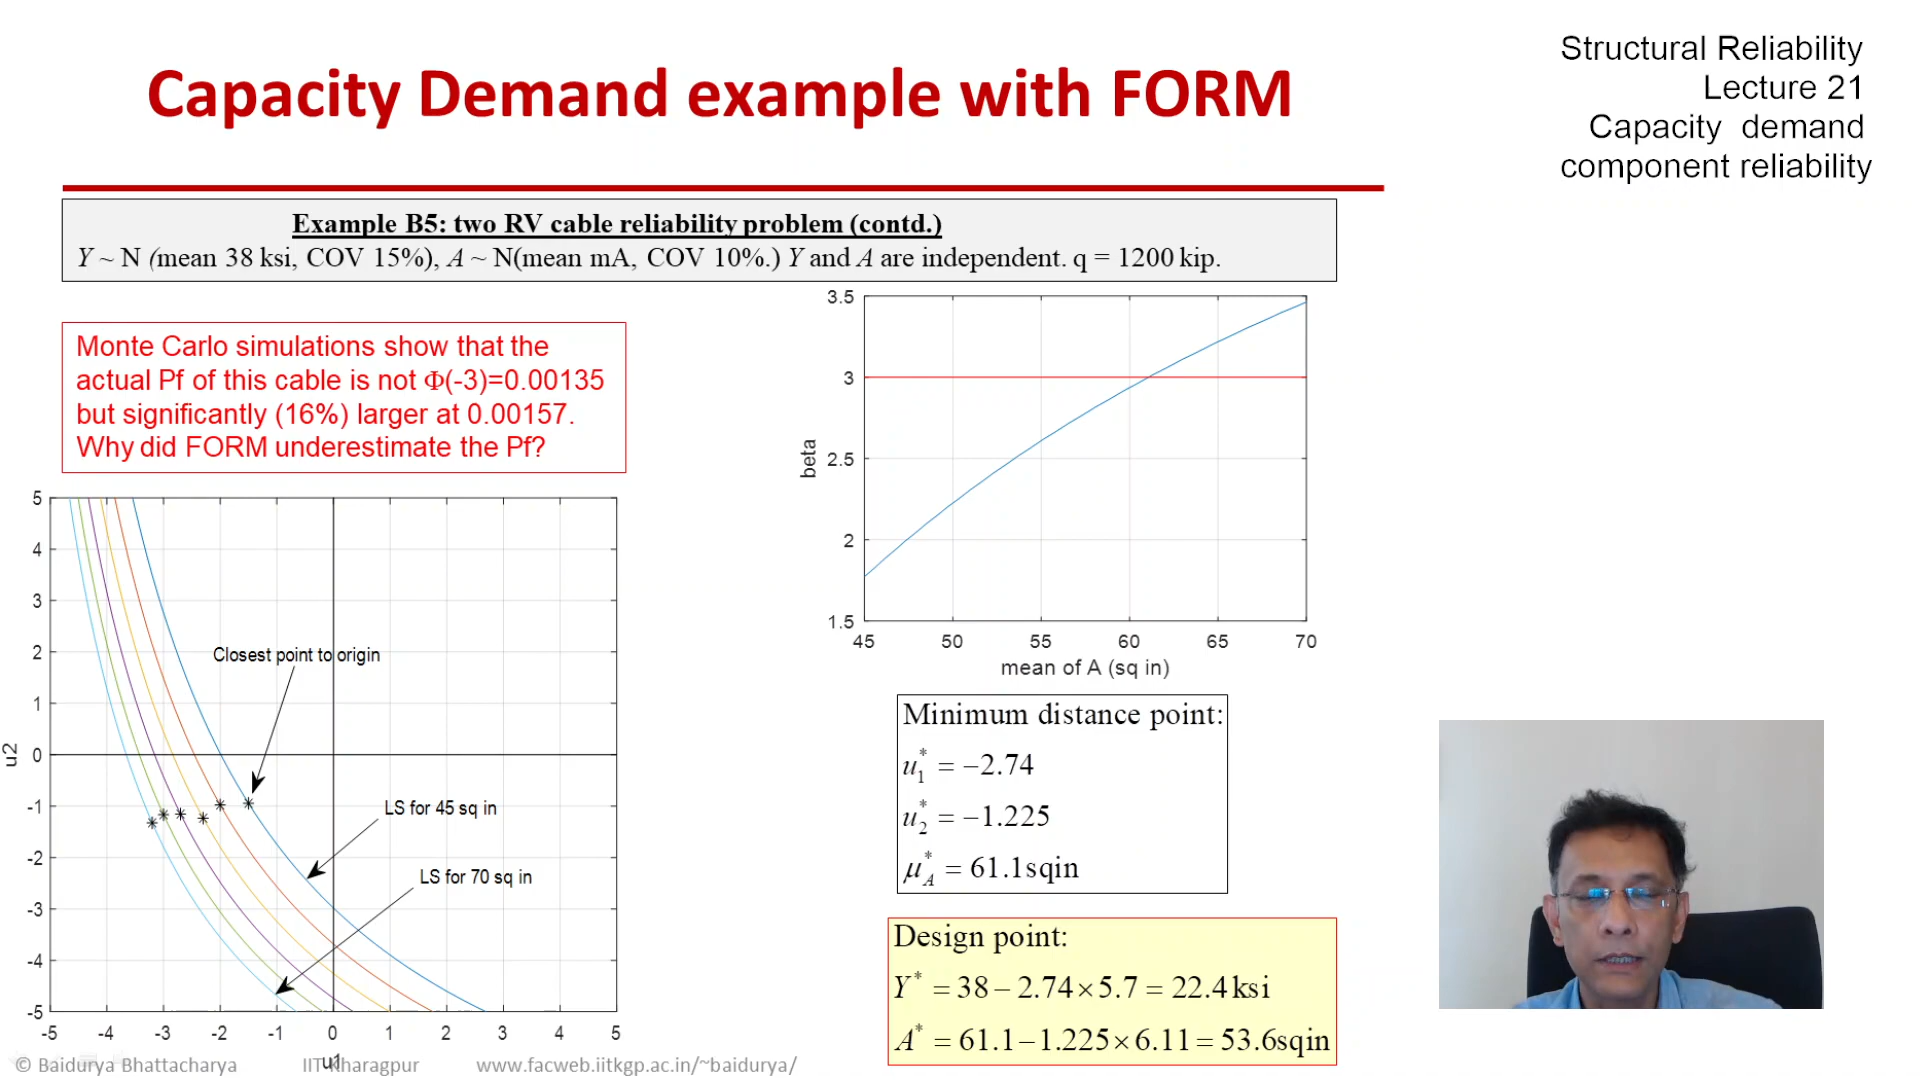 Capacity Demand example with FORM
Structural Reliability
Lecture 21
Capacity demand
component reliability
Example B5: two RV cable reliability problem (contd.)
Y ~ N (mean 38 ksi, COV 15%), A ~ N(mean mA, COV 10%.) Y and A are independent. q = 1200 kip.
Monte Carlo simulations show that the
actual Pf of this cable is not Φ(-3)=0.00135
but significantly (16%) larger at 0.00157.
Why did FORM underestimate the Pf?
3.5
3
2.5
2
1.5
beta
45 50 55 60 65 70
mean of A (sq in)
5
4
3
2
1
0
-1
-2
-3
-4
-5
u2
Closest point to origin
LS for 45 sq in
LS for 70 sq in
-5 -4 -3 -2 -1 0 1 2 3 4 5
u1
Minimum distance point:
u₁* = −2.74
u₂* = −1.225
μ_A* = 61.1sqin
Design point:
Y* = 38 − 2.74×5.7 = 22.4 ksi
A* = 61.1−1.225×6.11 = 53.6sqin
© Baidurya Bhattacharya IIT Kharagpur www.facweb.iitkgp.ac.in/~baidurya/